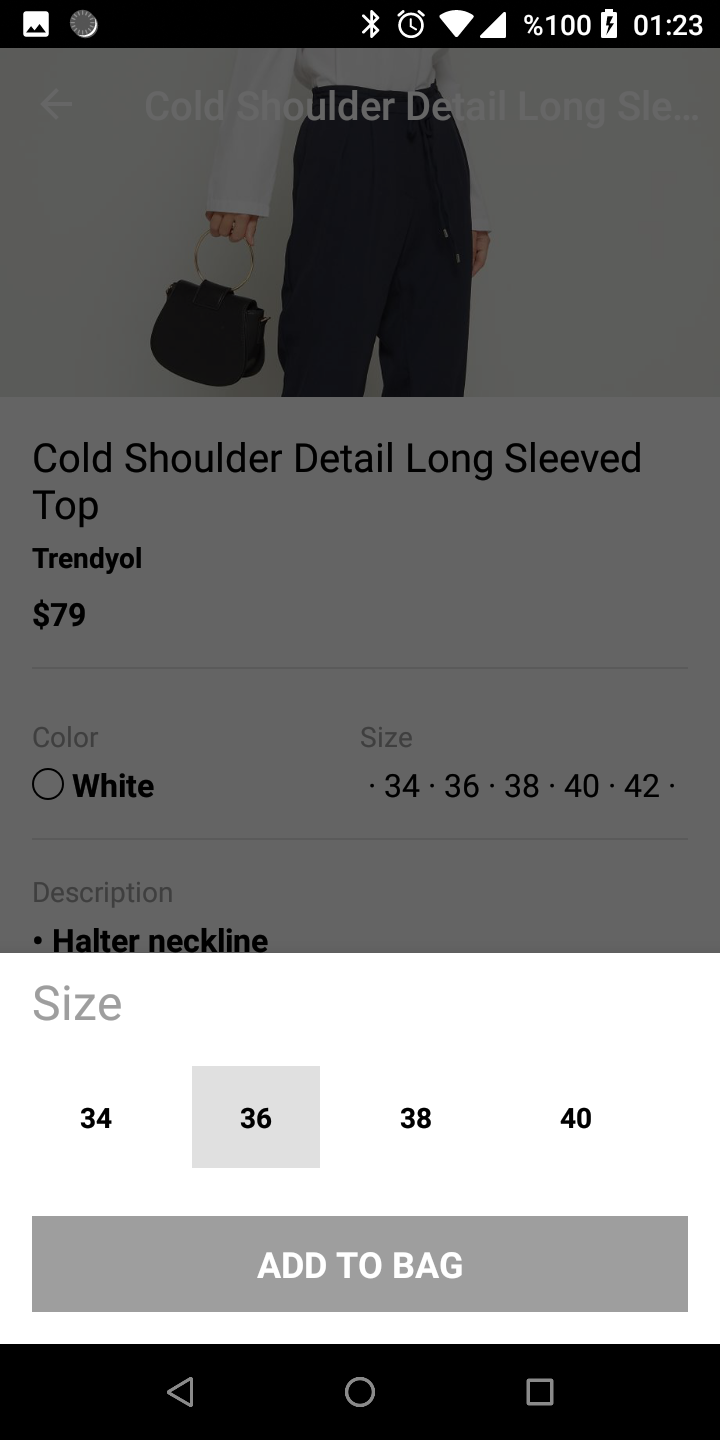 %100 01:23
Cold Shoulder Detail Long Sle...
Cold Shoulder Detail Long Sleeved
Top
Trendyol
$79
Color Size
White · 34 · 36 · 38 · 40 · 42 ·
Description
• Halter neckline
Size
34 36 38 40
ADD TO BAG